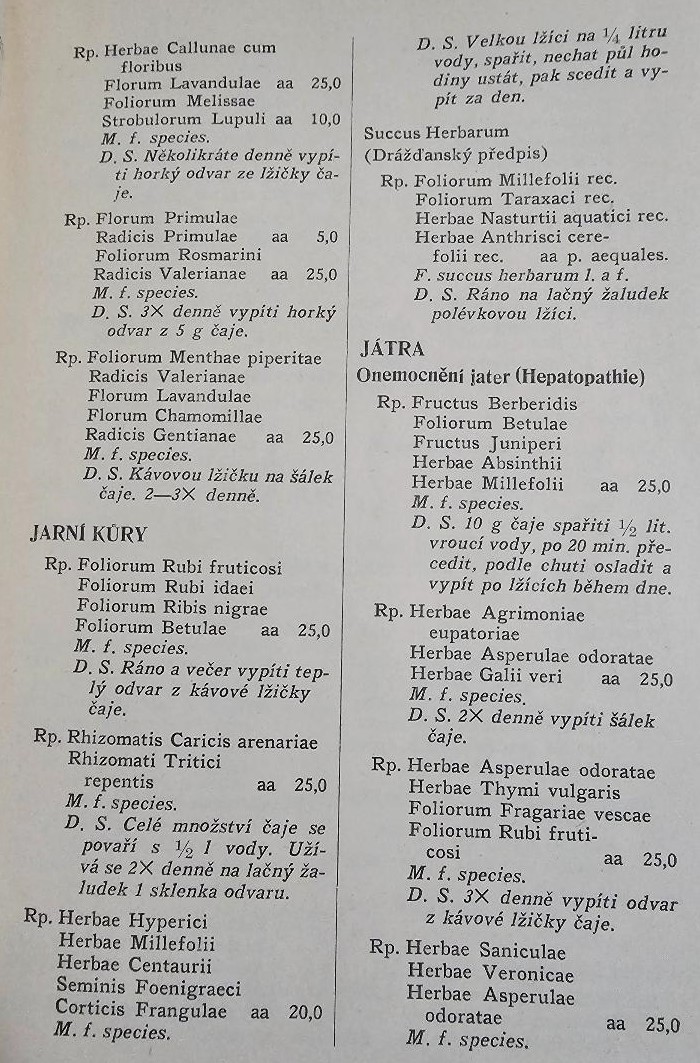 Rp. Herbae Callunae cum
floribus
Florum Lavandulae aa 25,0
Foliorum Melissae
Strobulorum Lupuli aa 10,0
M. f. species.
D. S. Několikráte denně vypí-
ti horký odvar ze lžičky ča-
je.
Rp. Florum Primulae
Radicis Primulae aa 5,0
Foliorum Rosmarini
Radicis Valerianae aa 25,0
M. f. species.
D. S. 3X denně vypíti horký
odvar z 5 g čaje.
Rp. Foliorum Menthae piperitae
Radicis Valerianae
Florum Lavandulae
Florum Chamomillae
Radicis Gentianae aa 25,0
M. f. species.
D. S. Kávovou lžičku na šálek
čaje. 2—3X denně.
JARNÍ KŮRY
Rp. Foliorum Rubi fruticosi
Foliorum Rubi idaei
Foliorum Ribis nigrae
Foliorum Betulae aa 25,0
M. f. species.
D. S. Ráno a večer vypíti tep-
lý odvar z kávové lžičky
čaje.
Rp. Rhizomatis Caricis arenariae
Rhizomati Tritici
repentis aa 25,0
M. f. species.
D. S. Celé množství čaje se
povaří s ½ l vody. Uží-
vá se 2X denně na lačný ža-
ludek 1 sklenka odvaru.
Rp. Herbae Hyperici
Herbae Millefolii
Herbae Centaurii
Seminis Foenigraeci
Corticis Frangulae aa 20,0
M. f. species.
D. S. Velkou lžíci na ¼ litru
vody, spařit, nechat půl ho-
diny ustát, pak scedit a vy-
pít za den.
Succus Herbarum
(Drážďanský předpis)
Rp. Foliorum Millefolii rec.
Foliorum Taraxaci rec.
Herbae Nasturtii aquatici rec.
Herbae Anthrisci cere-
folii rec. aa p. aequales.
F. succus herbarum l. a f.
D. S. Ráno na lačný žaludek
polévkovou lžíci.
JÁTRA
Onemocnění jater (Hepatopathie)
Rp. Fructus Berberidis
Foliorum Betulae
Fructus Juniperi
Herbae Absinthii
Herbae Millefolii aa 25,0
M. f. species.
D. S. 10 g čaje spařiti ½ lit.
vroucí vody, po 20 min. pře-
cedit, podle chuti osladit a
vypít po lžících během dne.
Rp. Herbae Agrimoniae
eupatoriae
Herbae Asperulae odoratae
Herbae Galii veri aa 25,0
M. f. species.
D. S. 2X denně vypíti šálek
čaje.
Rp. Herbae Asperulae odoratae
Herbae Thymi vulgaris
Foliorum Fragariae vescae
Foliorum Rubi fruti-
cosi aa 25,0
M. f. species.
D. S. 3X denně vypíti odvar
z kávové lžičky čaje.
Rp. Herbae Saniculae
Herbae Veronicae
Herbae Asperulae
odoratae aa 25,0
M. f. species.